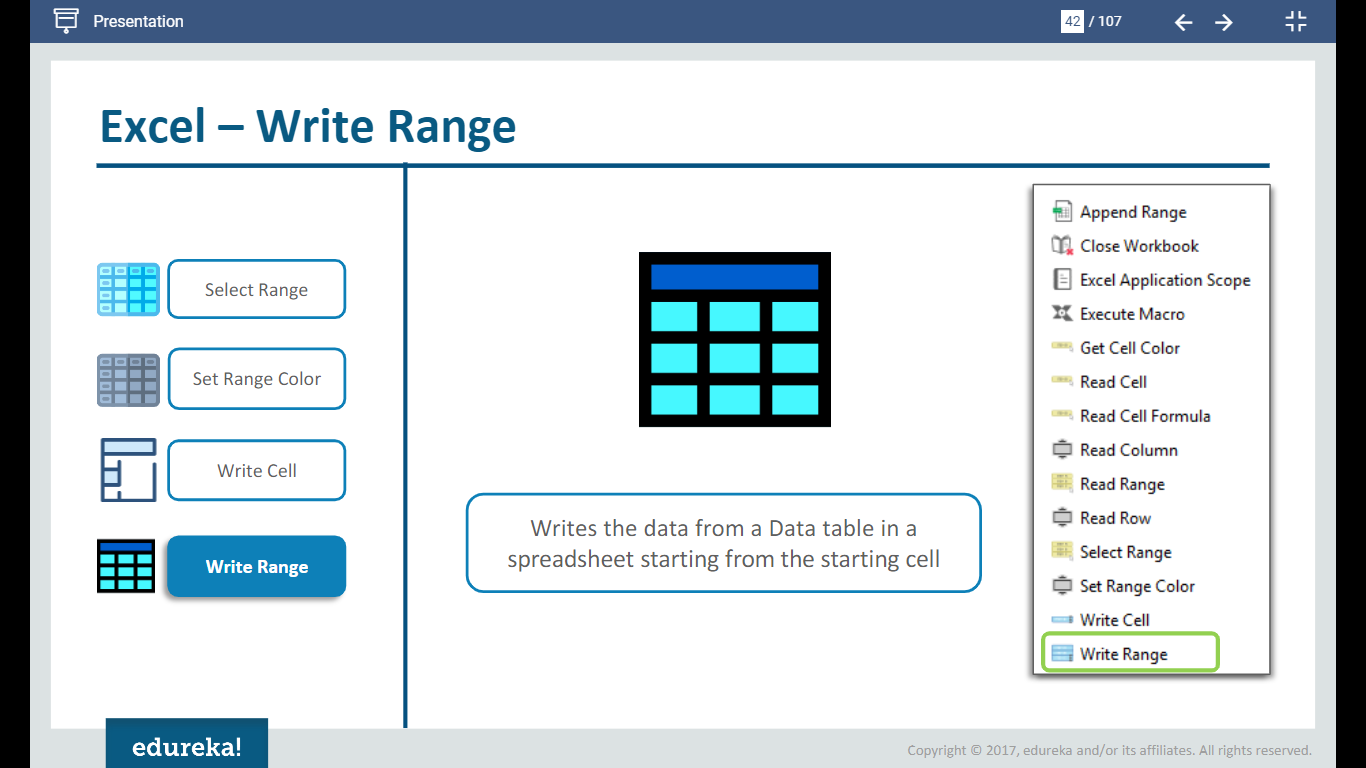 Presentation
42 / 107
Excel – Write Range
Select Range
Set Range Color
Write Cell
Write Range
Writes the data from a Data table in a
spreadsheet starting from the starting cell
Append Range
Close Workbook
Excel Application Scope
Execute Macro
Get Cell Color
Read Cell
Read Cell Formula
Read Column
Read Range
Read Row
Select Range
Set Range Color
Write Cell
Write Range
edureka!
Copyright © 2017, edureka and/or its affiliates. All rights reserved.